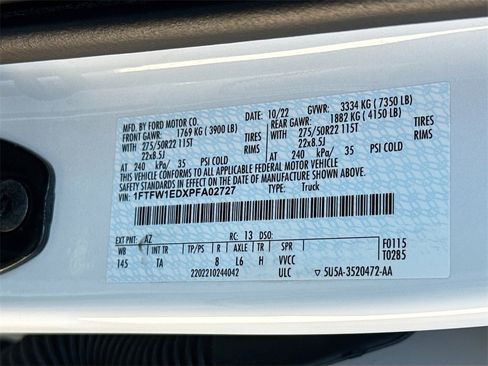 MFD. BY FORD MOTOR CO.
DATE: 10/22 GVWR: 3334 KG ( 7350 LB)
FRONT GAWR: 1769 KG ( 3900 LB) REAR GAWR: 1882 KG ( 4150 LB)
WITH 275/50R22 115T TIRES WITH 275/50R22 115T TIRES
22x8.5J RIMS 22x8.5J RIMS
AT 240 kPa/ 35 PSI COLD AT 240 kPa/ 35 PSI COLD
THIS VEHICLE CONFORMS TO ALL APPLICABLE FEDERAL MOTOR VEHICLE
SAFETY STANDARDS IN EFFECT ON THE DATE OF MANUFACTURE SHOWN ABOVE.
VIN: 1FTFW1EDXPFA02727 TYPE: Truck
EXT PNT: AZ RC: 13 DSO: F0115
WB INT TR TP/PS R AXLE TR SPR T0285
145 TA 8 L6 H VVCC
2202210244042 ULC 5U5A-3520472-AA